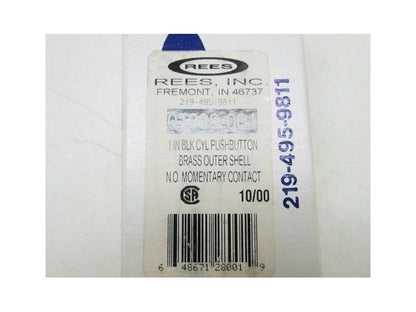 REES
REES, INC
FREMONT, IN 46737
219-495-9811
1 IN BLK CYL PUSHBUTTON
BRASS OUTER SHELL
N.O. MOMENTARY CONTACT
10/00
6 48671 28001 9
219-495-9811